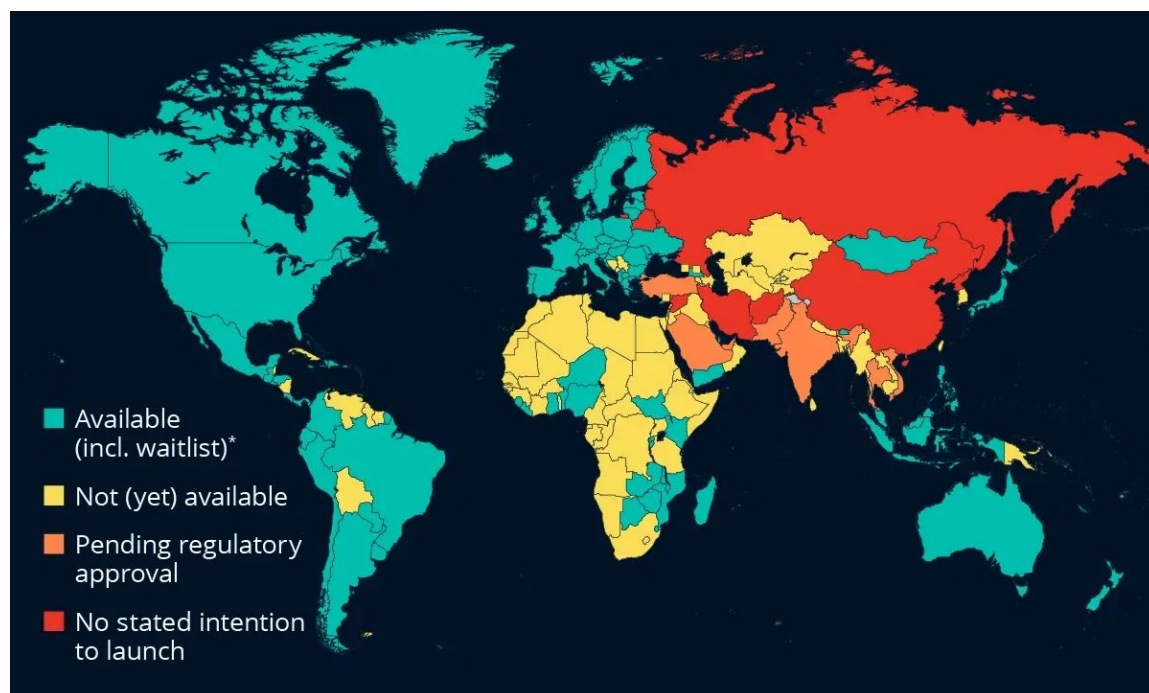 Available
(incl. waitlist)*
Not (yet) available
Pending regulatory
approval
No stated intention
to launch